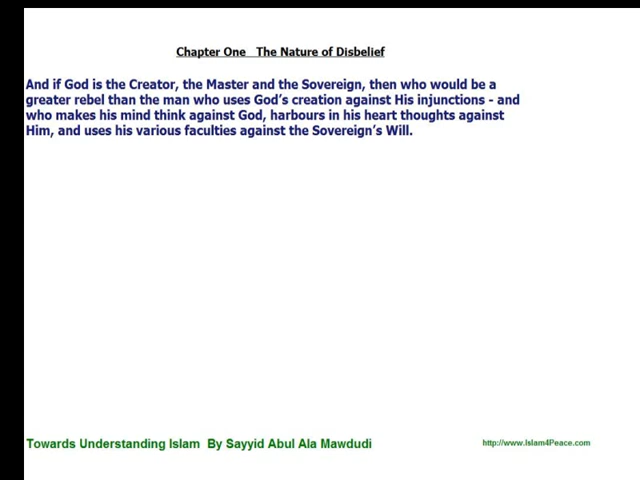 Chapter One   The Nature of Disbelief
And if God is the Creator, the Master and the Sovereign, then who would be a
greater rebel than the man who uses God's creation against His injunctions - and
who makes his mind think against God, harbours in his heart thoughts against
Him, and uses his various faculties against the Sovereign's Will.
Towards Understanding Islam  By Sayyid Abul Ala Mawdudi
http://www.Islam4Peace.com